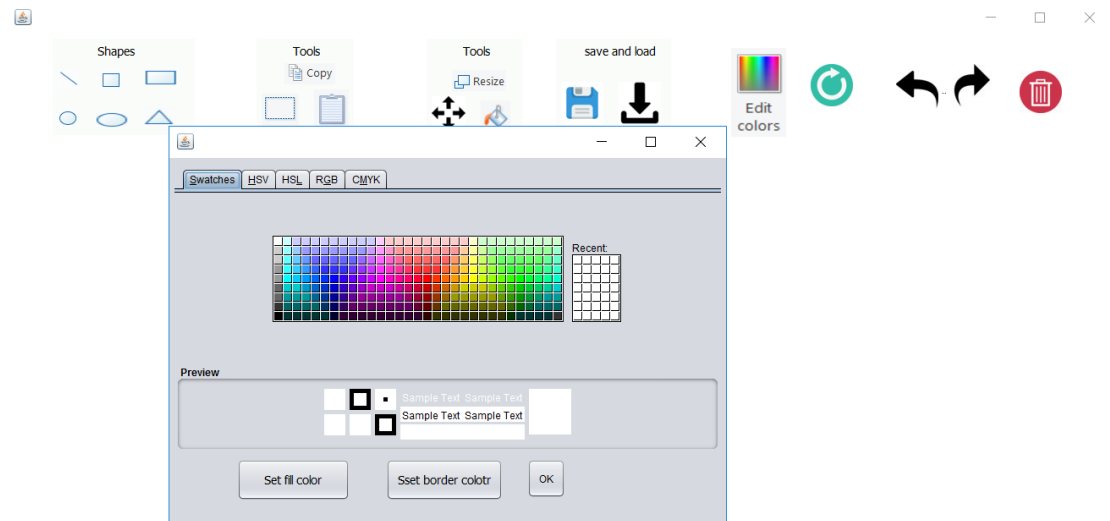 Shapes
Tools
Tools
save and load
Copy
Resize
Edit
colors
Swatches HSV HSL RGB CMYK
Recent:
Preview
Sample Text Sample Text
Sample Text Sample Text
Set fill color
Sset border colotr
OK